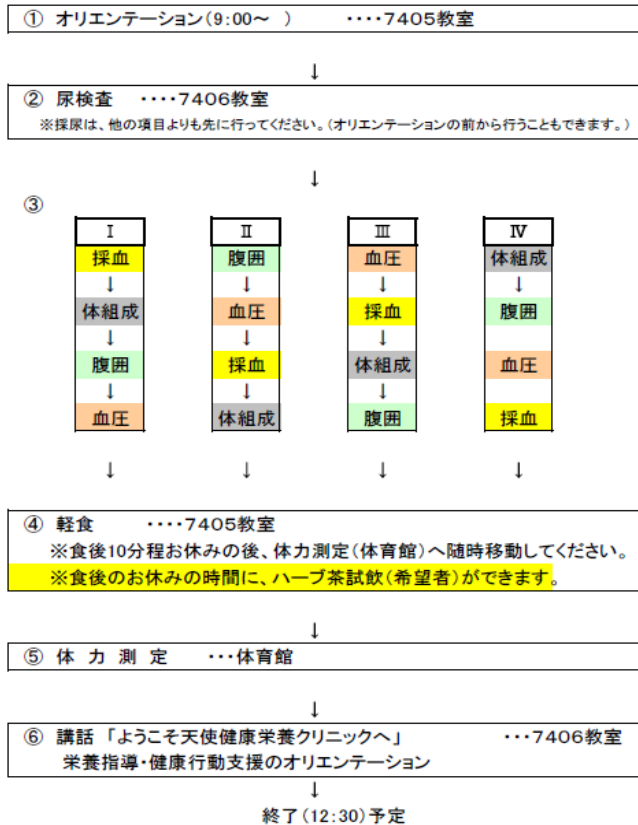 ① オリエンテーション(9:00～ ) ････7405教室
↓
② 尿検査 ････7406教室
※採尿は、他の項目よりも先に行ってください。(オリエンテーションの前から行うこともできます。)
↓
③
Ⅰ Ⅱ Ⅲ Ⅳ
採血 腹囲 血圧 体組成
↓ ↓ ↓ ↓
体組成 血圧 採血 腹囲
↓ ↓ ↓
腹囲 採血 体組成 血圧
↓ ↓ ↓
血圧 体組成 腹囲 採血
↓ ↓ ↓ ↓
④ 軽食 ････7405教室
※食後10分程お休みの後、体力測定(体育館)へ随時移動してください。
※食後のお休みの時間に、ハーブ茶試飲(希望者)ができます。
↓
⑤ 体 力 測 定 ･･･体育館
↓
⑥ 講話 「ようこそ天使健康栄養クリニックへ」 ･･･7406教室
栄養指導･健康行動支援のオリエンテーション
↓
終了(12:30)予定